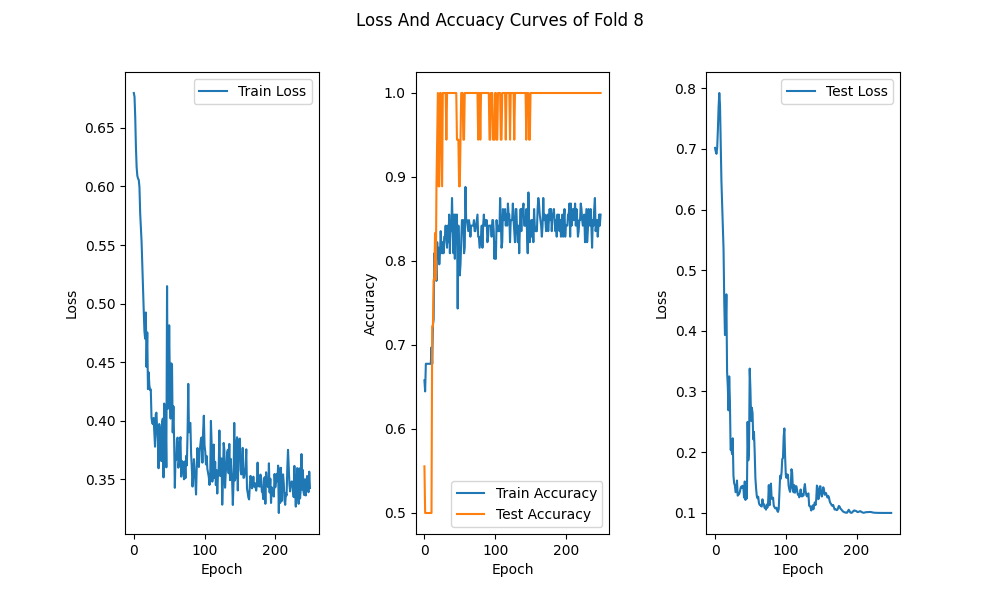 Loss And Accuacy Curves of Fold 8
Train Loss
0.65
0.60
0.55
0.50
0.45
0.40
0.35
Loss
0
100
200
Epoch
1.0
0.9
0.8
0.7
0.6
0.5
Accuracy
Train Accuracy
Test Accuracy
0
100
200
Epoch
Test Loss
0.8
0.7
0.6
0.5
0.4
0.3
0.2
0.1
Loss
0
100
200
Epoch